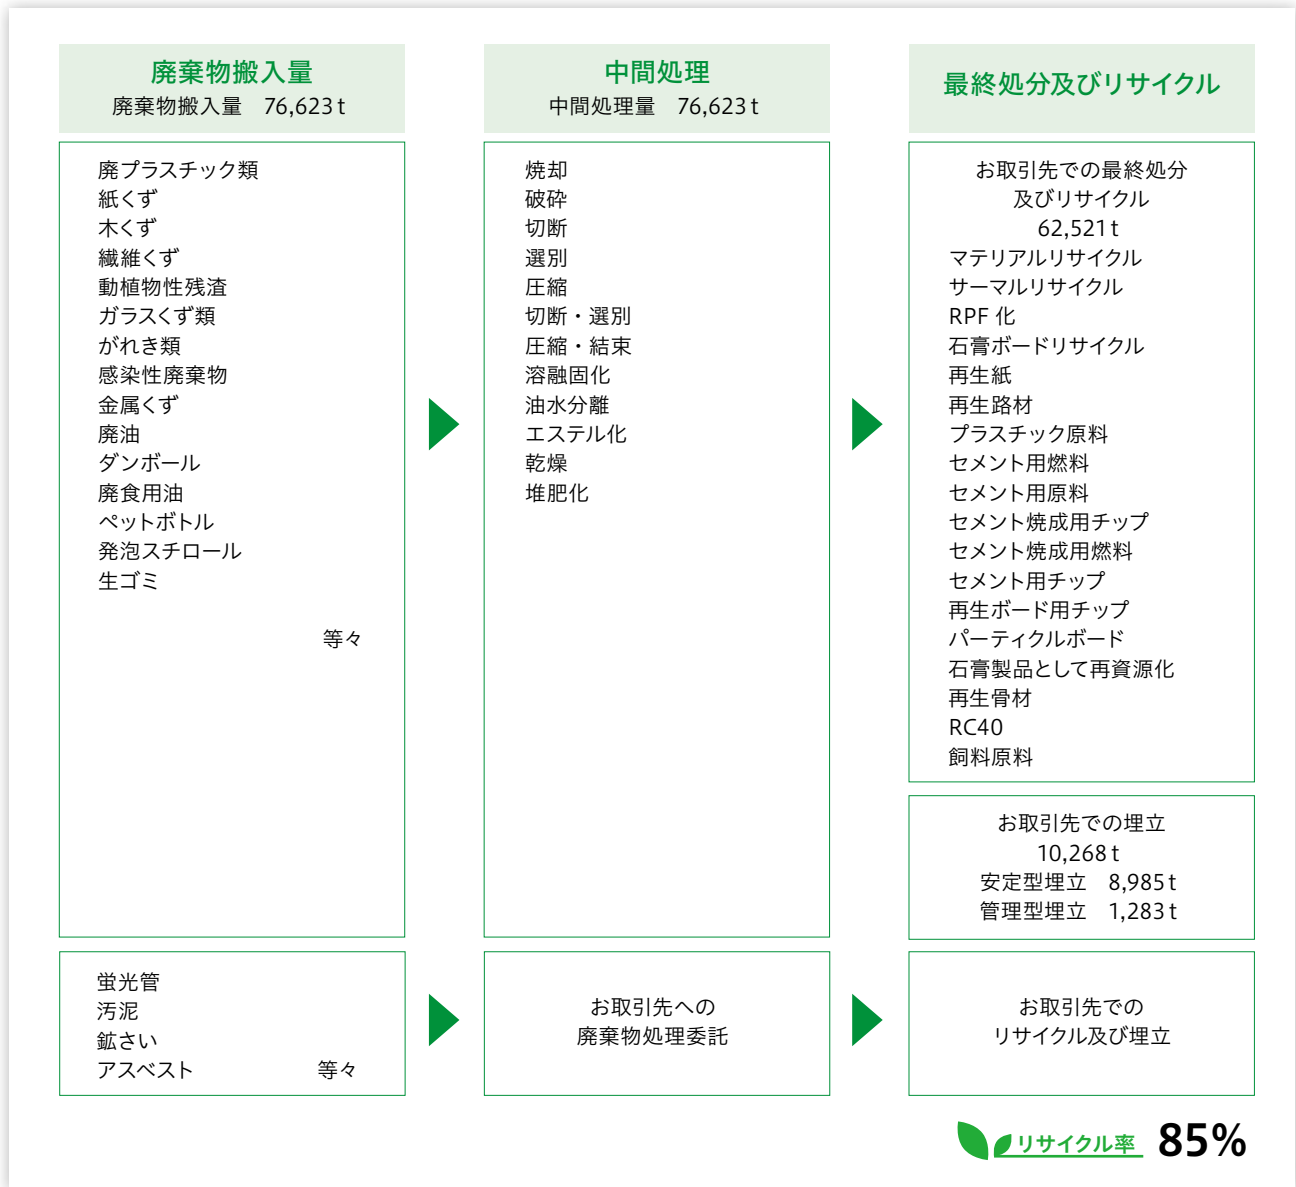 廃棄物搬入量
廃棄物搬入量　76,623t
廃プラスチック類
紙くず
木くず
繊維くず
動植物性残渣
ガラスくず類
がれき類
感染性廃棄物
金属くず
廃油
ダンボール
廃食用油
ペットボトル
発泡スチロール
生ゴミ
等々
中間処理
中間処理量　76,623t
焼却
破砕
切断
選別
圧縮
切断・選別
圧縮・結束
溶融固化
油水分離
エステル化
乾燥
堆肥化
最終処分及びリサイクル
お取引先での最終処分
及びリサイクル
62,521t
マテリアルリサイクル
サーマルリサイクル
RPF 化
石膏ボードリサイクル
再生紙
再生路材
プラスチック原料
セメント用燃料
セメント用原料
セメント焼成用チップ
セメント焼成用燃料
セメント用チップ
再生ボード用チップ
パーティクルボード
石膏製品として再資源化
再生骨材
RC40
飼料原料
お取引先での埋立
10,268t
安定型埋立　8,985t
管理型埋立　1,283t
蛍光管
汚泥
鉱さい
アスベスト　等々
お取引先への
廃棄物処理委託
お取引先での
リサイクル及び埋立
リサイクル率 85%